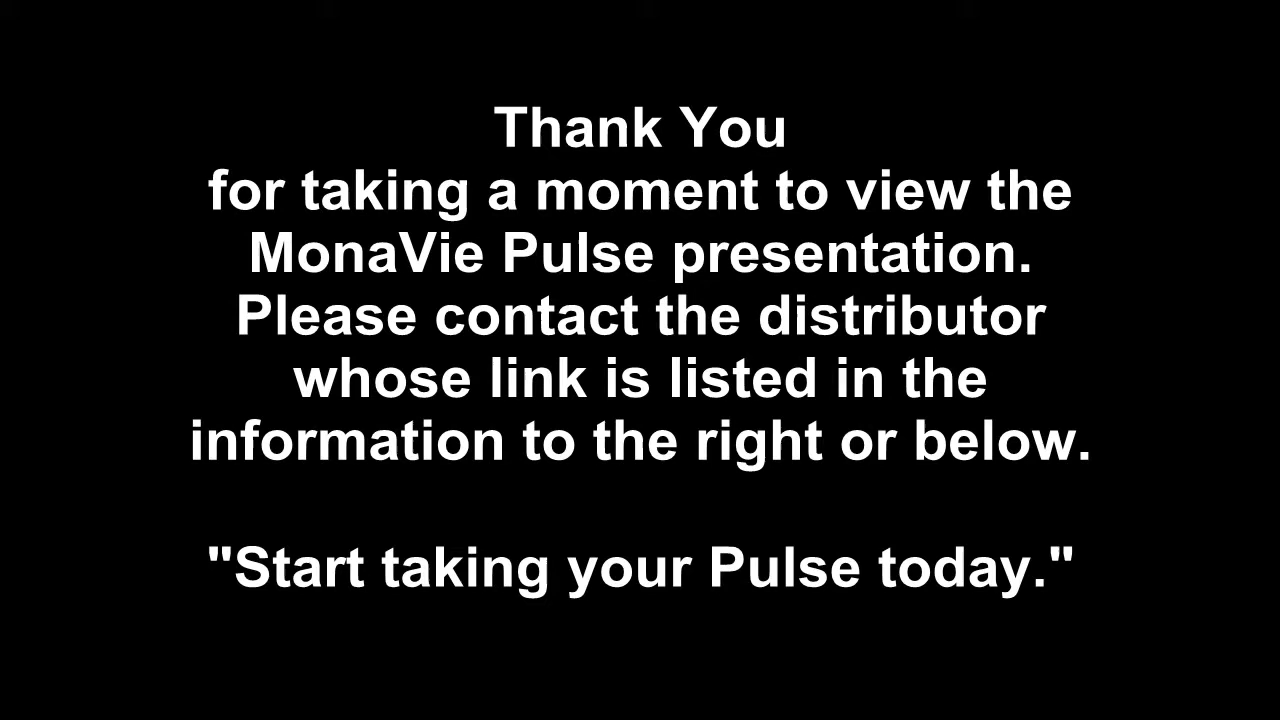 Thank You
for taking a moment to view the
MonaVie Pulse presentation.
Please contact the distributor
whose link is listed in the
information to the right or below.
"Start taking your Pulse today."